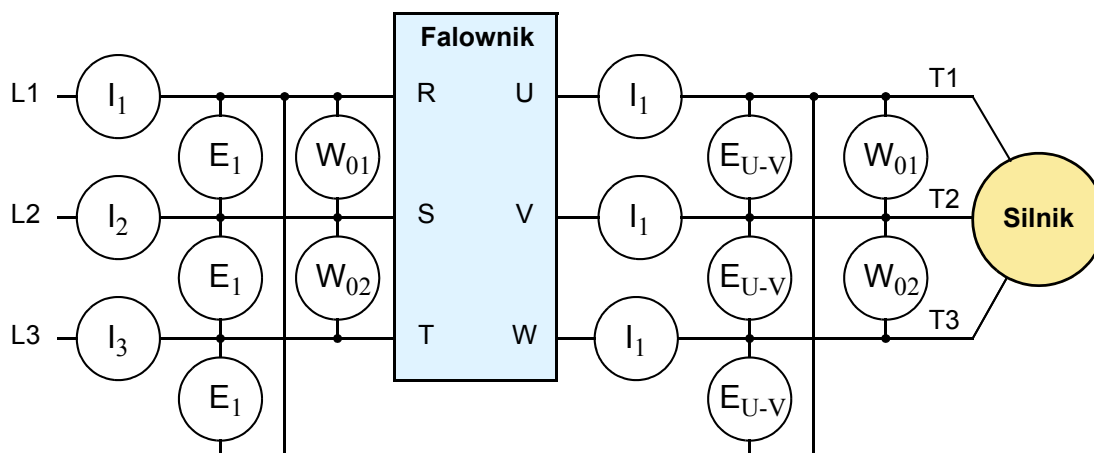 Falownik
L1 I1 R U I1 T1
E1 W01 EU-V W01
L2 I2 S V I1 T2 Silnik
E1 W02 EU-V W02
L3 I3 T W I1 T3
E1 EU-V